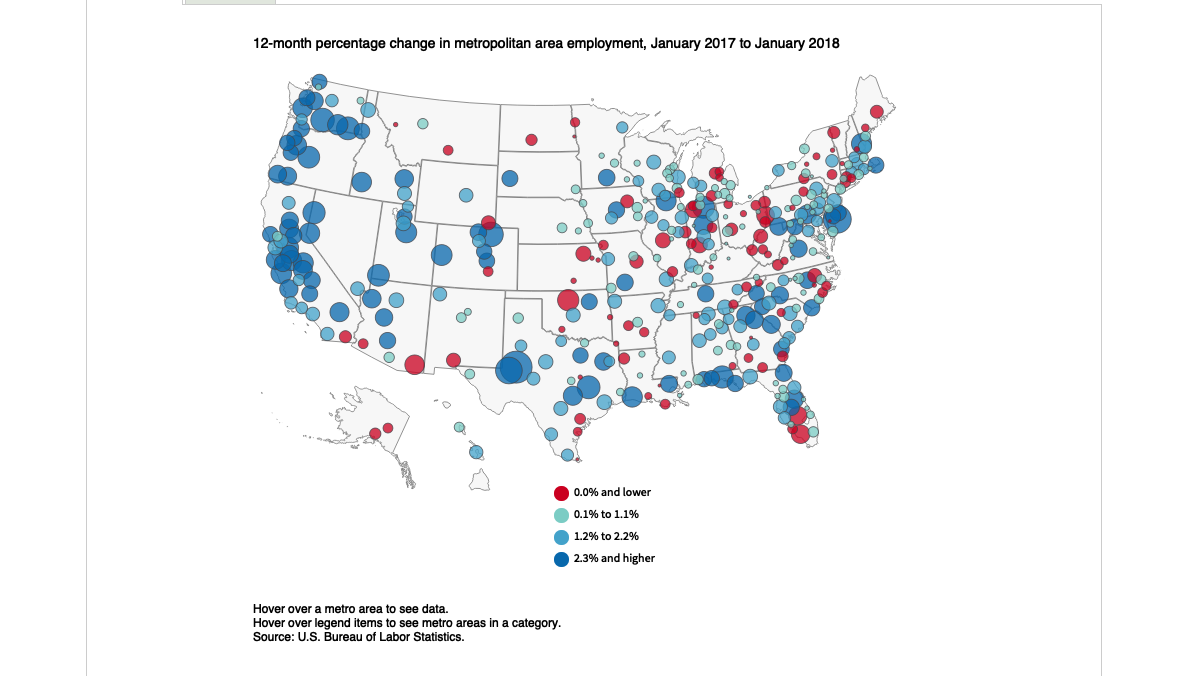 12-month percentage change in metropolitan area employment, January 2017 to January 2018
0.0% and lower
0.1% to 1.1%
1.2% to 2.2%
2.3% and higher
Hover over a metro area to see data.
Hover over legend items to see metro areas in a category.
Source: U.S. Bureau of Labor Statistics.